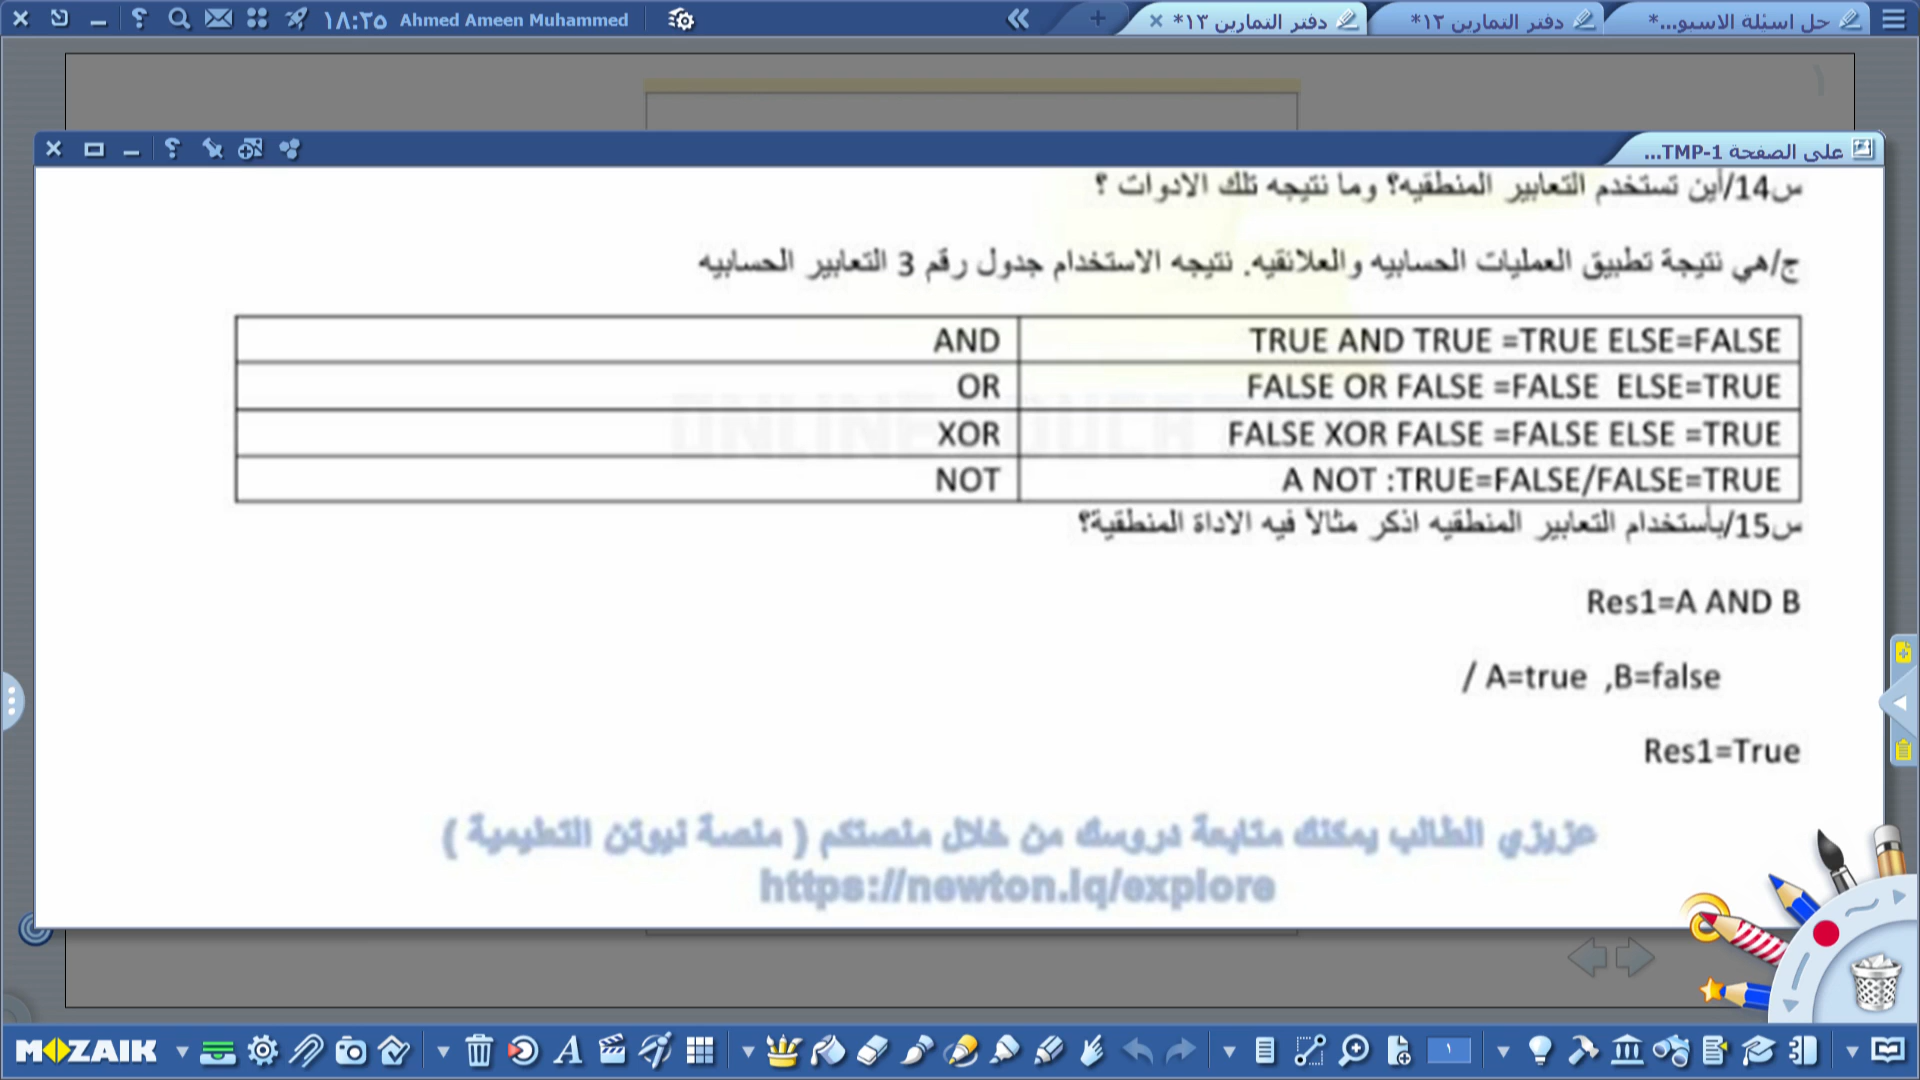 ١٨:٢٥ Ahmed Ameen Muhammed
دفتر التمارين ١٣*
دفتر التمارين ١٢*
حل اسئلة الاسبو...*
على الصفحة TMP-1...
س14/أين تستخدم التعابير المنطقيه؟ وما نتيجه تلك الادوات ؟
ج/هي نتيجة تطبيق العمليات الحسابيه والعلائقيه. نتيجه الاستخدام جدول رقم 3 التعابير الحسابيه
AND TRUE AND TRUE =TRUE ELSE=FALSE
OR FALSE OR FALSE =FALSE ELSE=TRUE
XOR FALSE XOR FALSE =FALSE ELSE =TRUE
NOT A NOT :TRUE=FALSE/FALSE=TRUE
س15/بأستخدام التعابير المنطقيه اذكر مثالاً فيه الاداة المنطقية؟
Res1=A AND B
/ A=true ,B=false
Res1=True
عزيزي الطالب يمكنك متابعة دروسك من خلال منصتكم ( منصة نيوتن التعليمية )
https://newton.iq/explore
MOZAIK
١